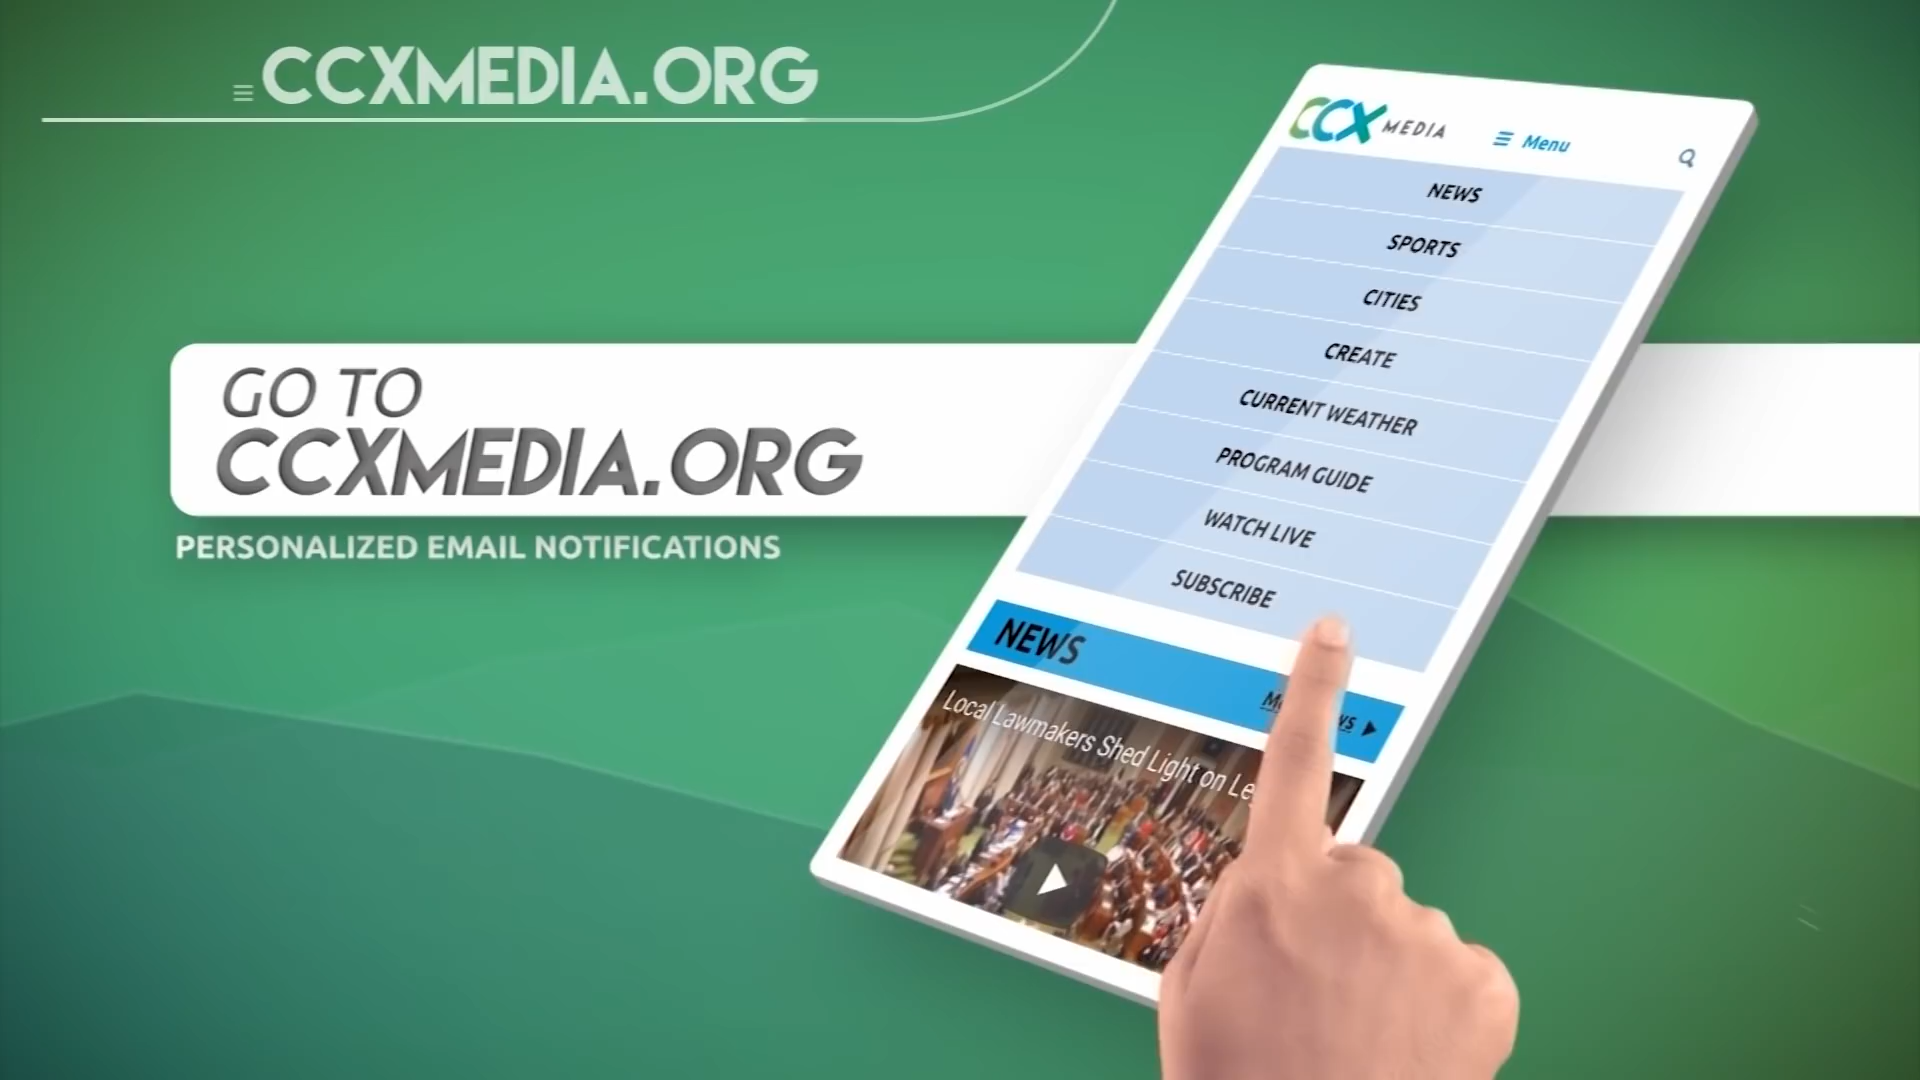 CCXMEDIA.ORG
CCX MEDIA
Menu
NEWS
SPORTS
CITIES
CREATE
CURRENT WEATHER
PROGRAM GUIDE
WATCH LIVE
SUBSCRIBE
GO TO
CCXMEDIA.ORG
PERSONALIZED EMAIL NOTIFICATIONS
NEWS
Local Lawmakers Shed Light on